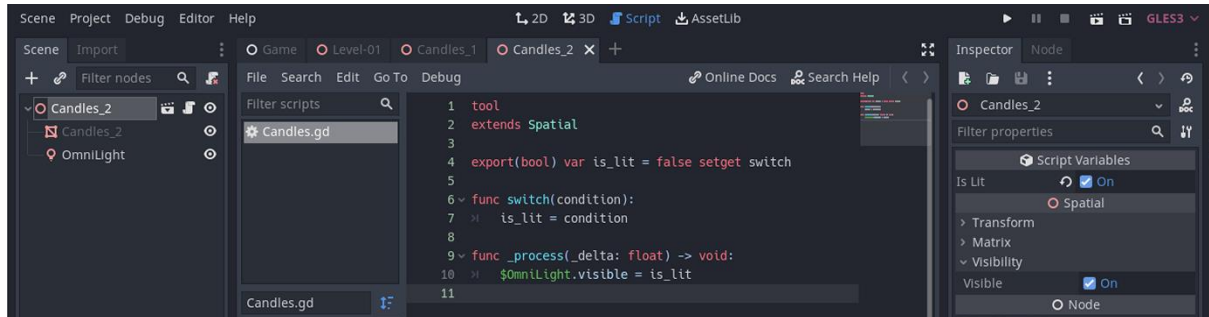 Scene Project Debug Editor Help 2D 3D Script AssetLib GLES3
Scene Import
Filter nodes
Candles_2
Candles_2
OmniLight
Game Level-01 Candles_1 Candles_2
File Search Edit Go To Debug Online Docs Search Help
Filter scripts
Candles.gd
Candles.gd
1 tool
2 extends Spatial
3
4 export(bool) var is_lit = false setget switch
5
6 func switch(condition):
7 is_lit = condition
8
9 func _process(_delta: float) -> void:
10 $OmniLight.visible = is_lit
11
Inspector Node
Candles_2 DOC
Filter properties
Script Variables
Is Lit On
Spatial
Transform
Matrix
Visibility
Visible On
Node